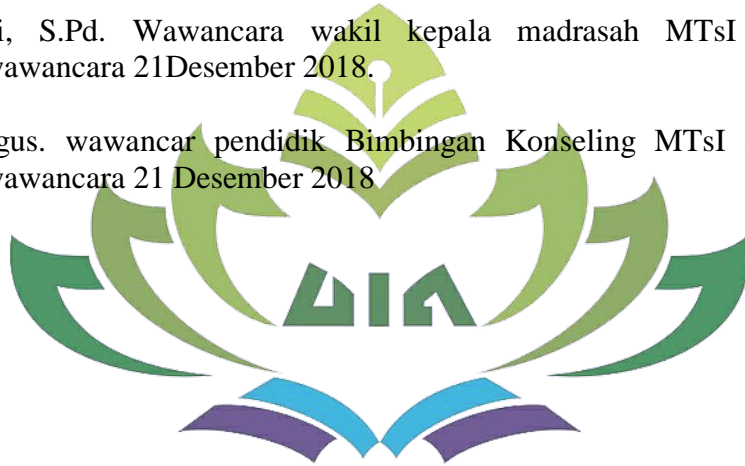 i, S.Pd. Wawancara wakil kepala madrasah MTsI
wawancara 21Desember 2018.
gus. wawancar pendidik Bimbingan Konseling MTsI
wawancara 21 Desember 2018
UIN